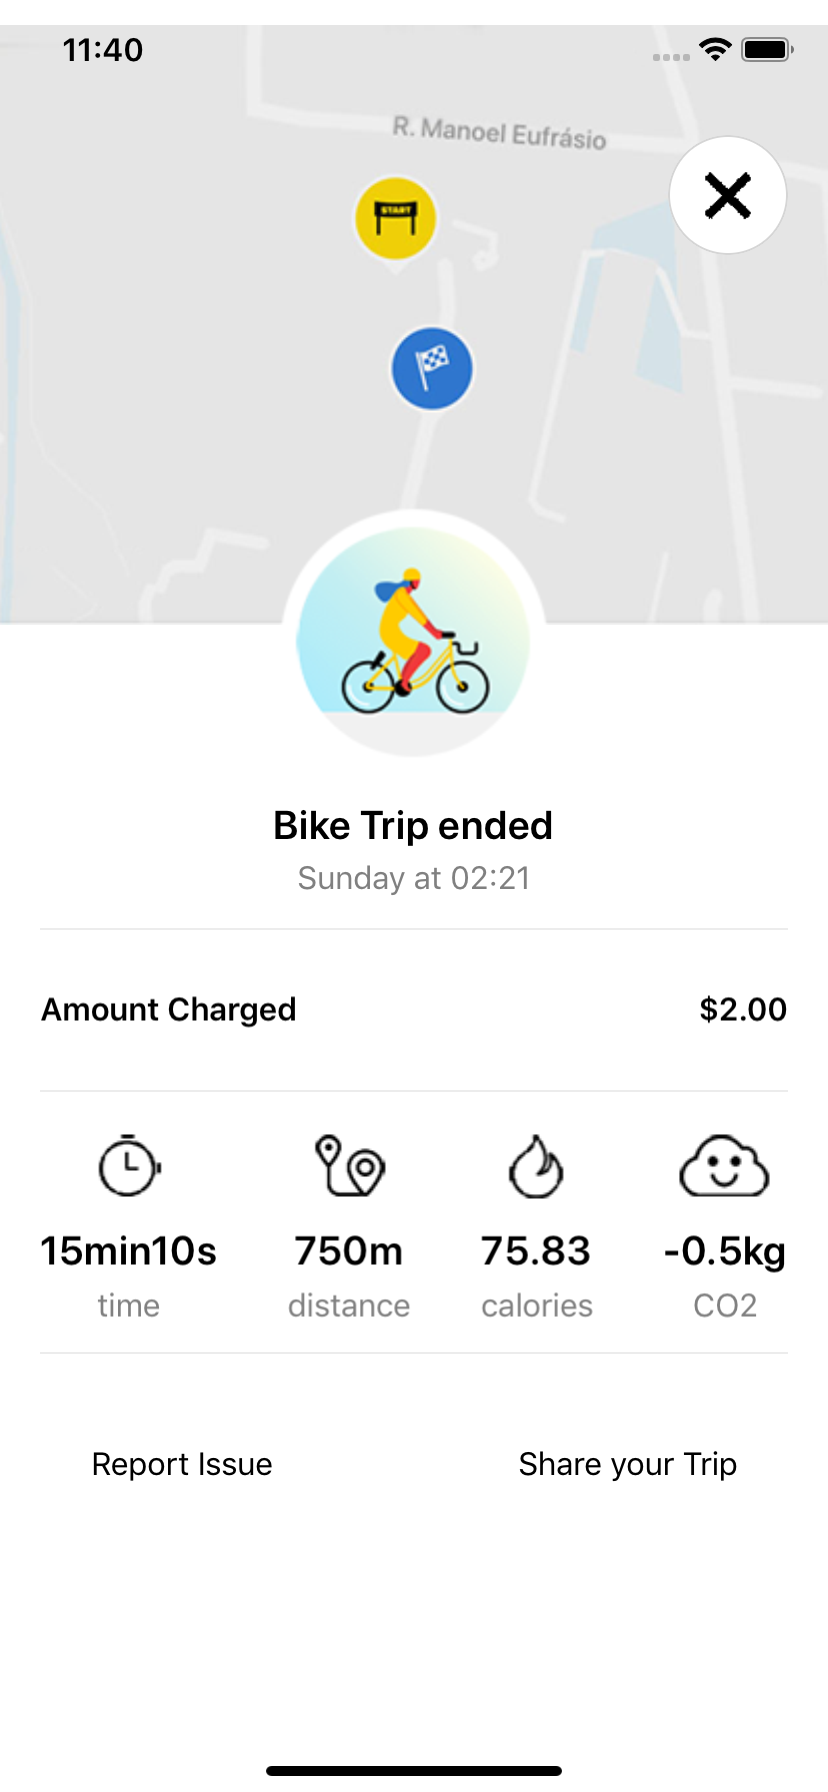 11:40
R. Manoel Eufrásio
START
Bike Trip ended
Sunday at 02:21
Amount Charged $2.00
15min10s 750m 75.83 -0.5kg
time distance calories CO2
Report Issue Share your Trip